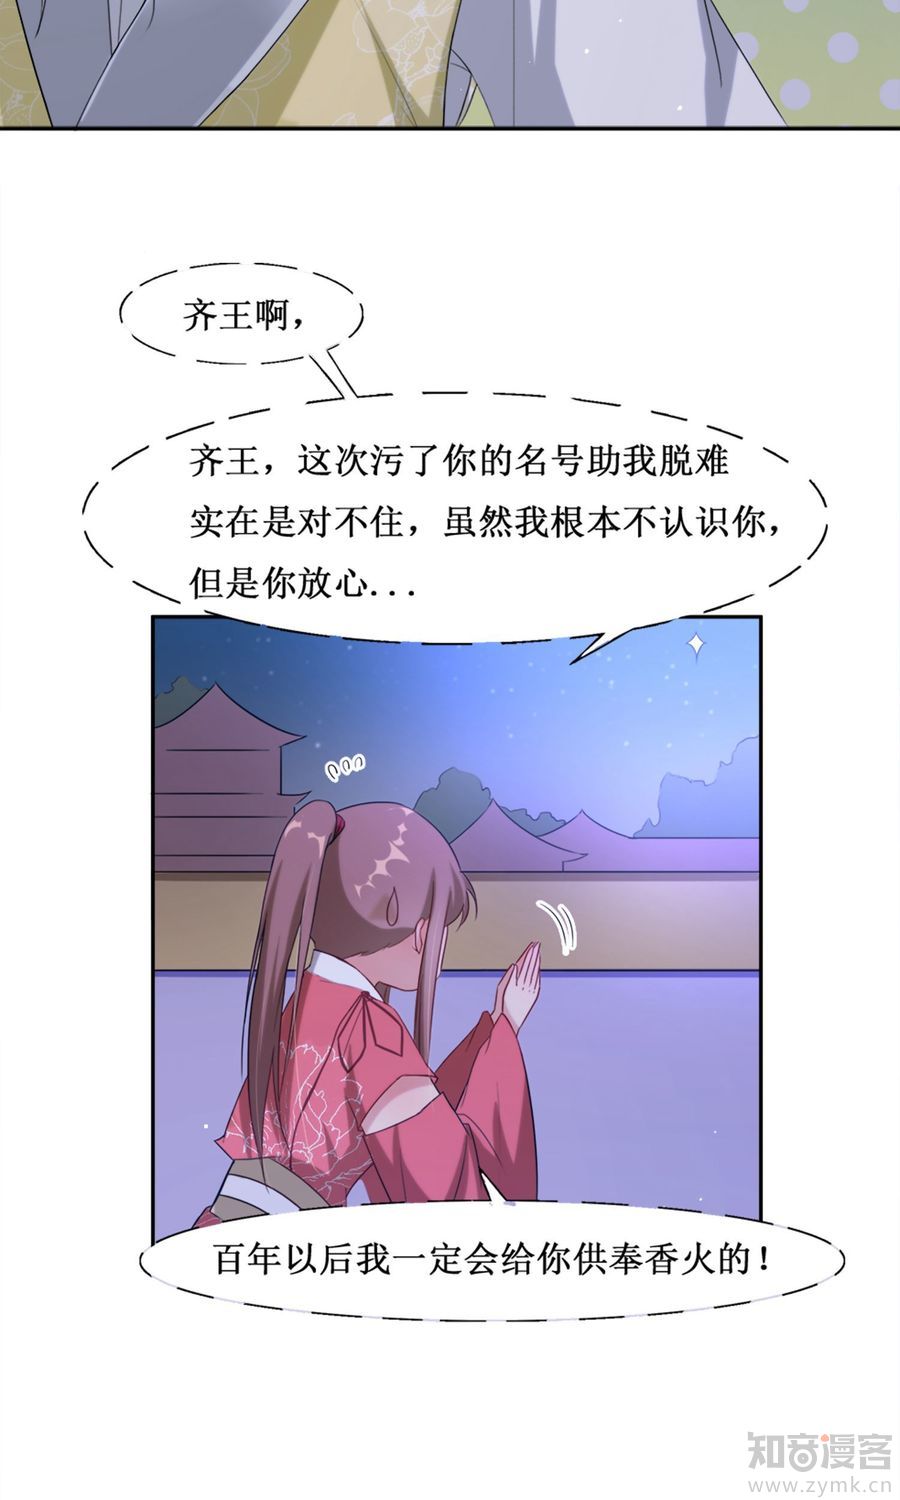 齐王啊，
齐王，这次污了你的名号助我脱难
实在是对不住，虽然我根本不认识你，
但是你放心...
百年以后我一定会给你供奉香火的！
知音漫客
www.zymk.cn